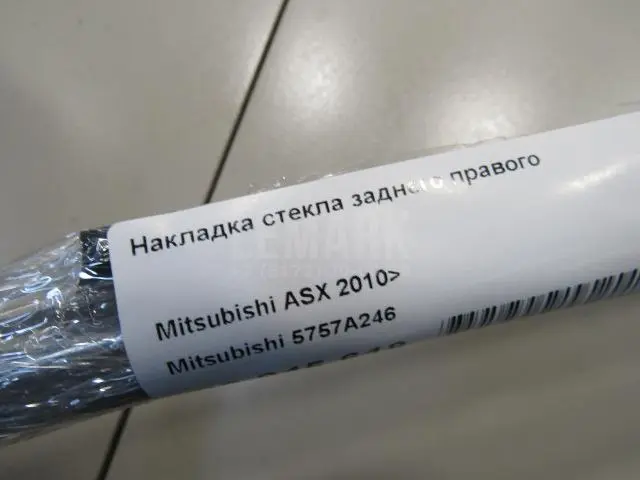 Накладка стекла заднего правого
Mitsubishi ASX 2010>
Mitsubishi 5757A246